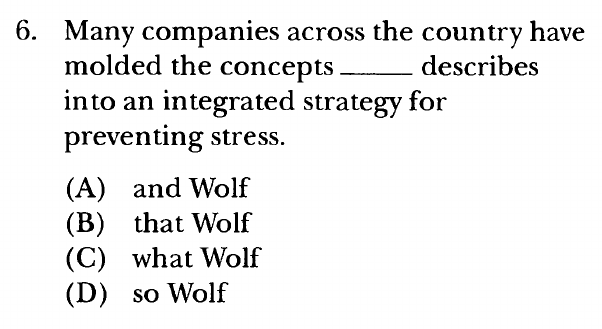 6. Many companies across the country have
molded the concepts _____ describes
into an integrated strategy for
preventing stress.
(A) and Wolf
(B) that Wolf
(C) what Wolf
(D) so Wolf